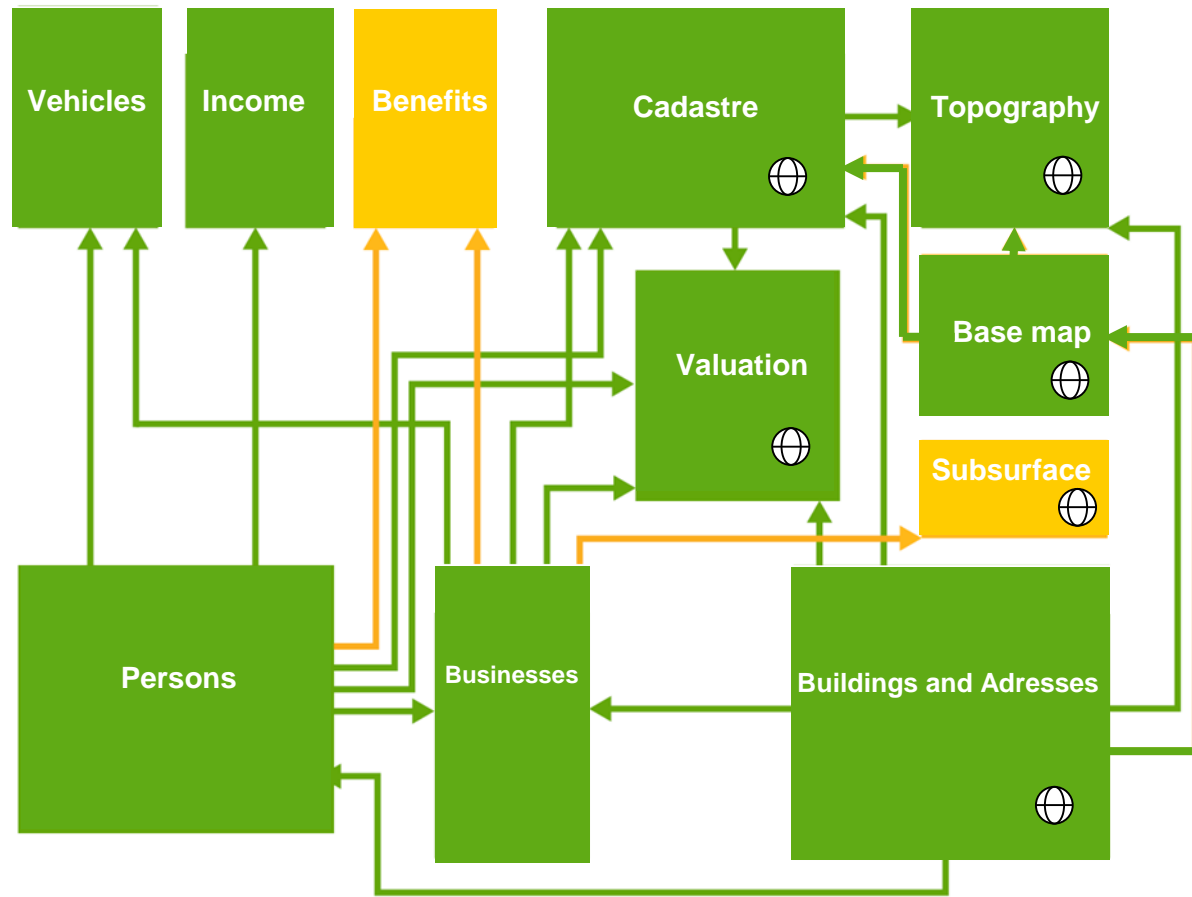 Vehicles
Income
Benefits
Cadastre
Topography
Base map
Valuation
Subsurface
Persons
Businesses
Buildings and Adresses